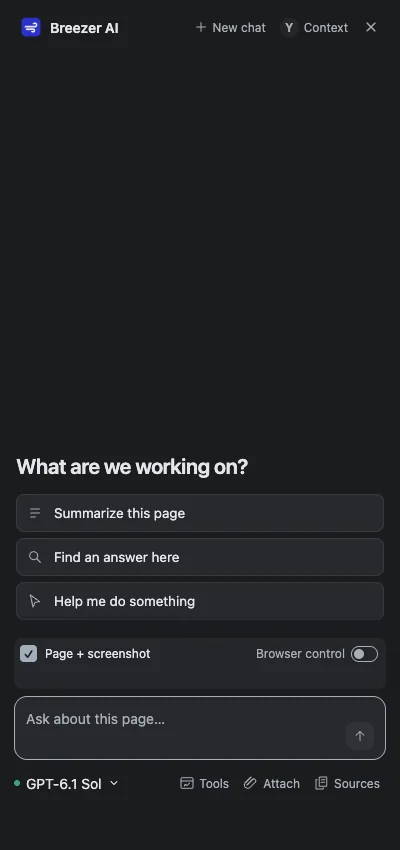 Breezer AI
New chat
Y Context
What are we working on?
Summarize this page
Find an answer here
Help me do something
Page + screenshot
Browser control
Ask about this page...
GPT-6.1 Sol
Tools
Attach
Sources